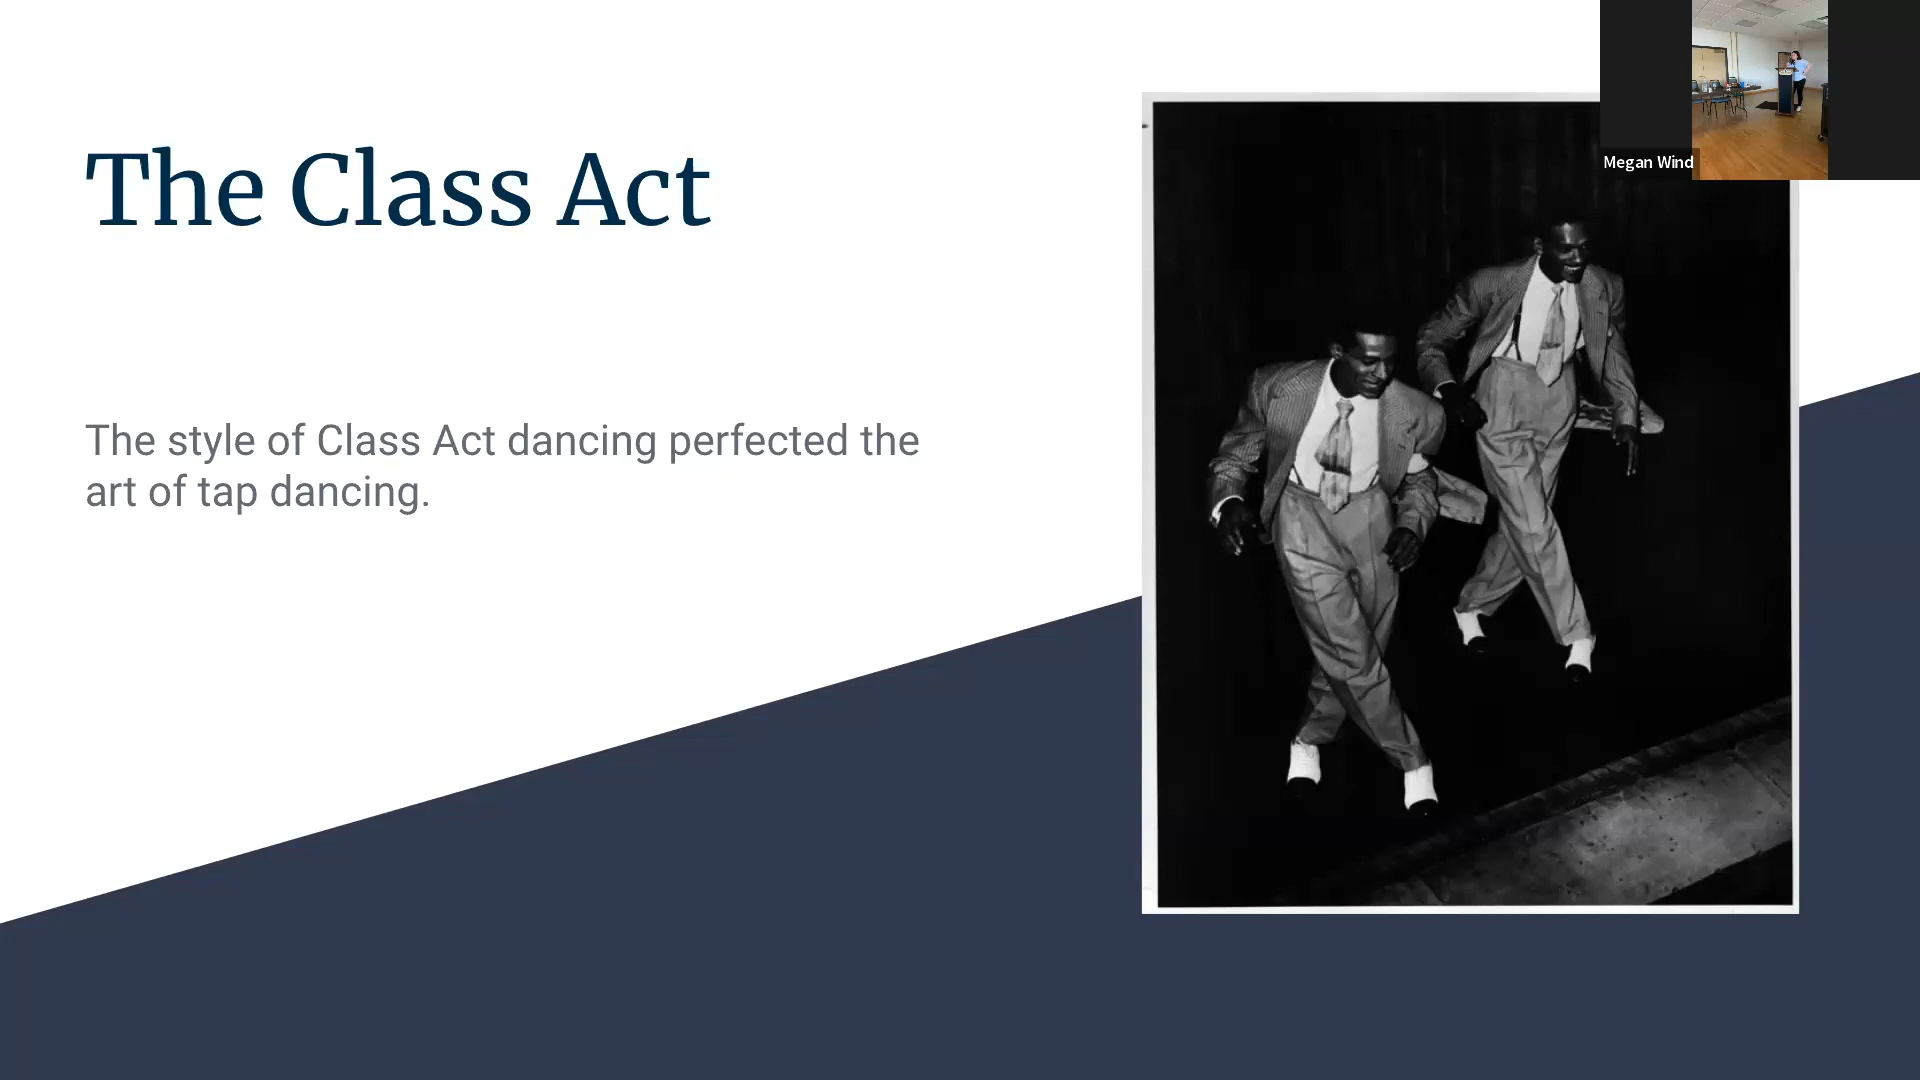 The Class Act
The style of Class Act dancing perfected the
art of tap dancing.
Megan Wind